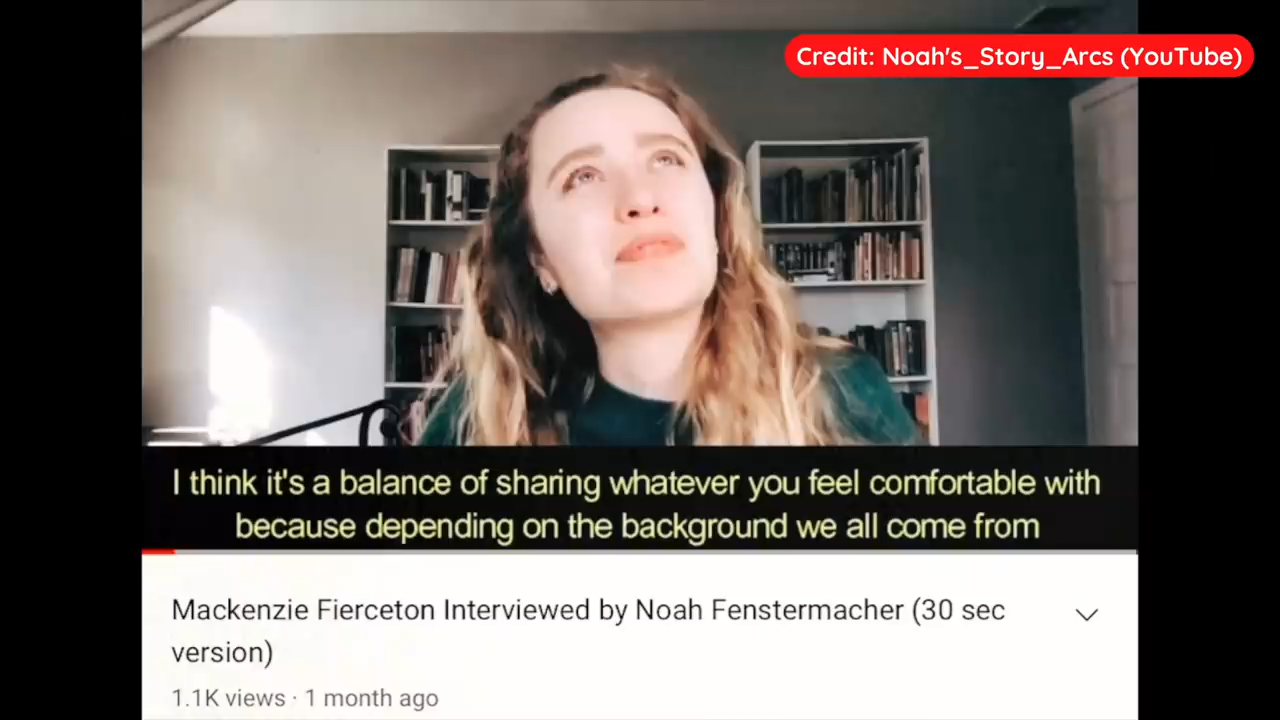 Credit: Noah's_Story_Arcs (YouTube)
I think it's a balance of sharing whatever you feel comfortable with
because depending on the background we all come from
Mackenzie Fierceton Interviewed by Noah Fenstermacher (30 sec
version)
1.1K views · 1 month ago